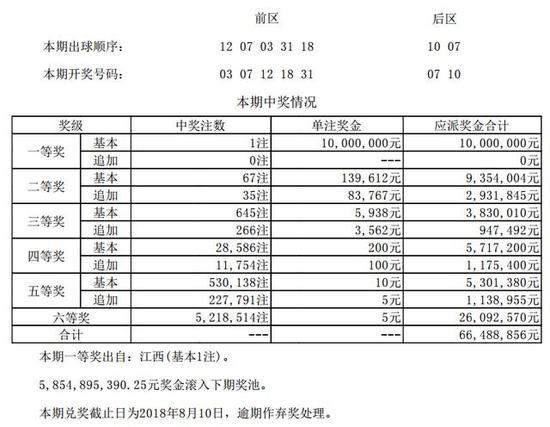 前区 后区
本期出球顺序： 12 07 03 31 18 10 07
本期开奖号码： 03 07 12 18 31 07 10
本期中奖情况
奖级 中奖注数 单注奖金 应派奖金合计
一等奖 基本 1注 10,000,000元 10,000,000元
追加 0注 --- 0元
二等奖 基本 67注 139,612元 9,354,004元
追加 35注 83,767元 2,931,845元
三等奖 基本 645注 5,938元 3,830,010元
追加 266注 3,562元 947,492元
四等奖 基本 28,586注 200元 5,717,200元
追加 11,754注 100元 1,175,400元
五等奖 基本 530,138注 10元 5,301,380元
追加 227,791注 5元 1,138,955元
六等奖 5,218,514注 5元 26,092,570元
合计 --- --- 66,488,856元
本期一等奖出自：江西(基本1注)。
5,854,895,390.25元奖金滚入下期奖池。
本期兑奖截止日为2018年8月10日，逾期作弃奖处理。